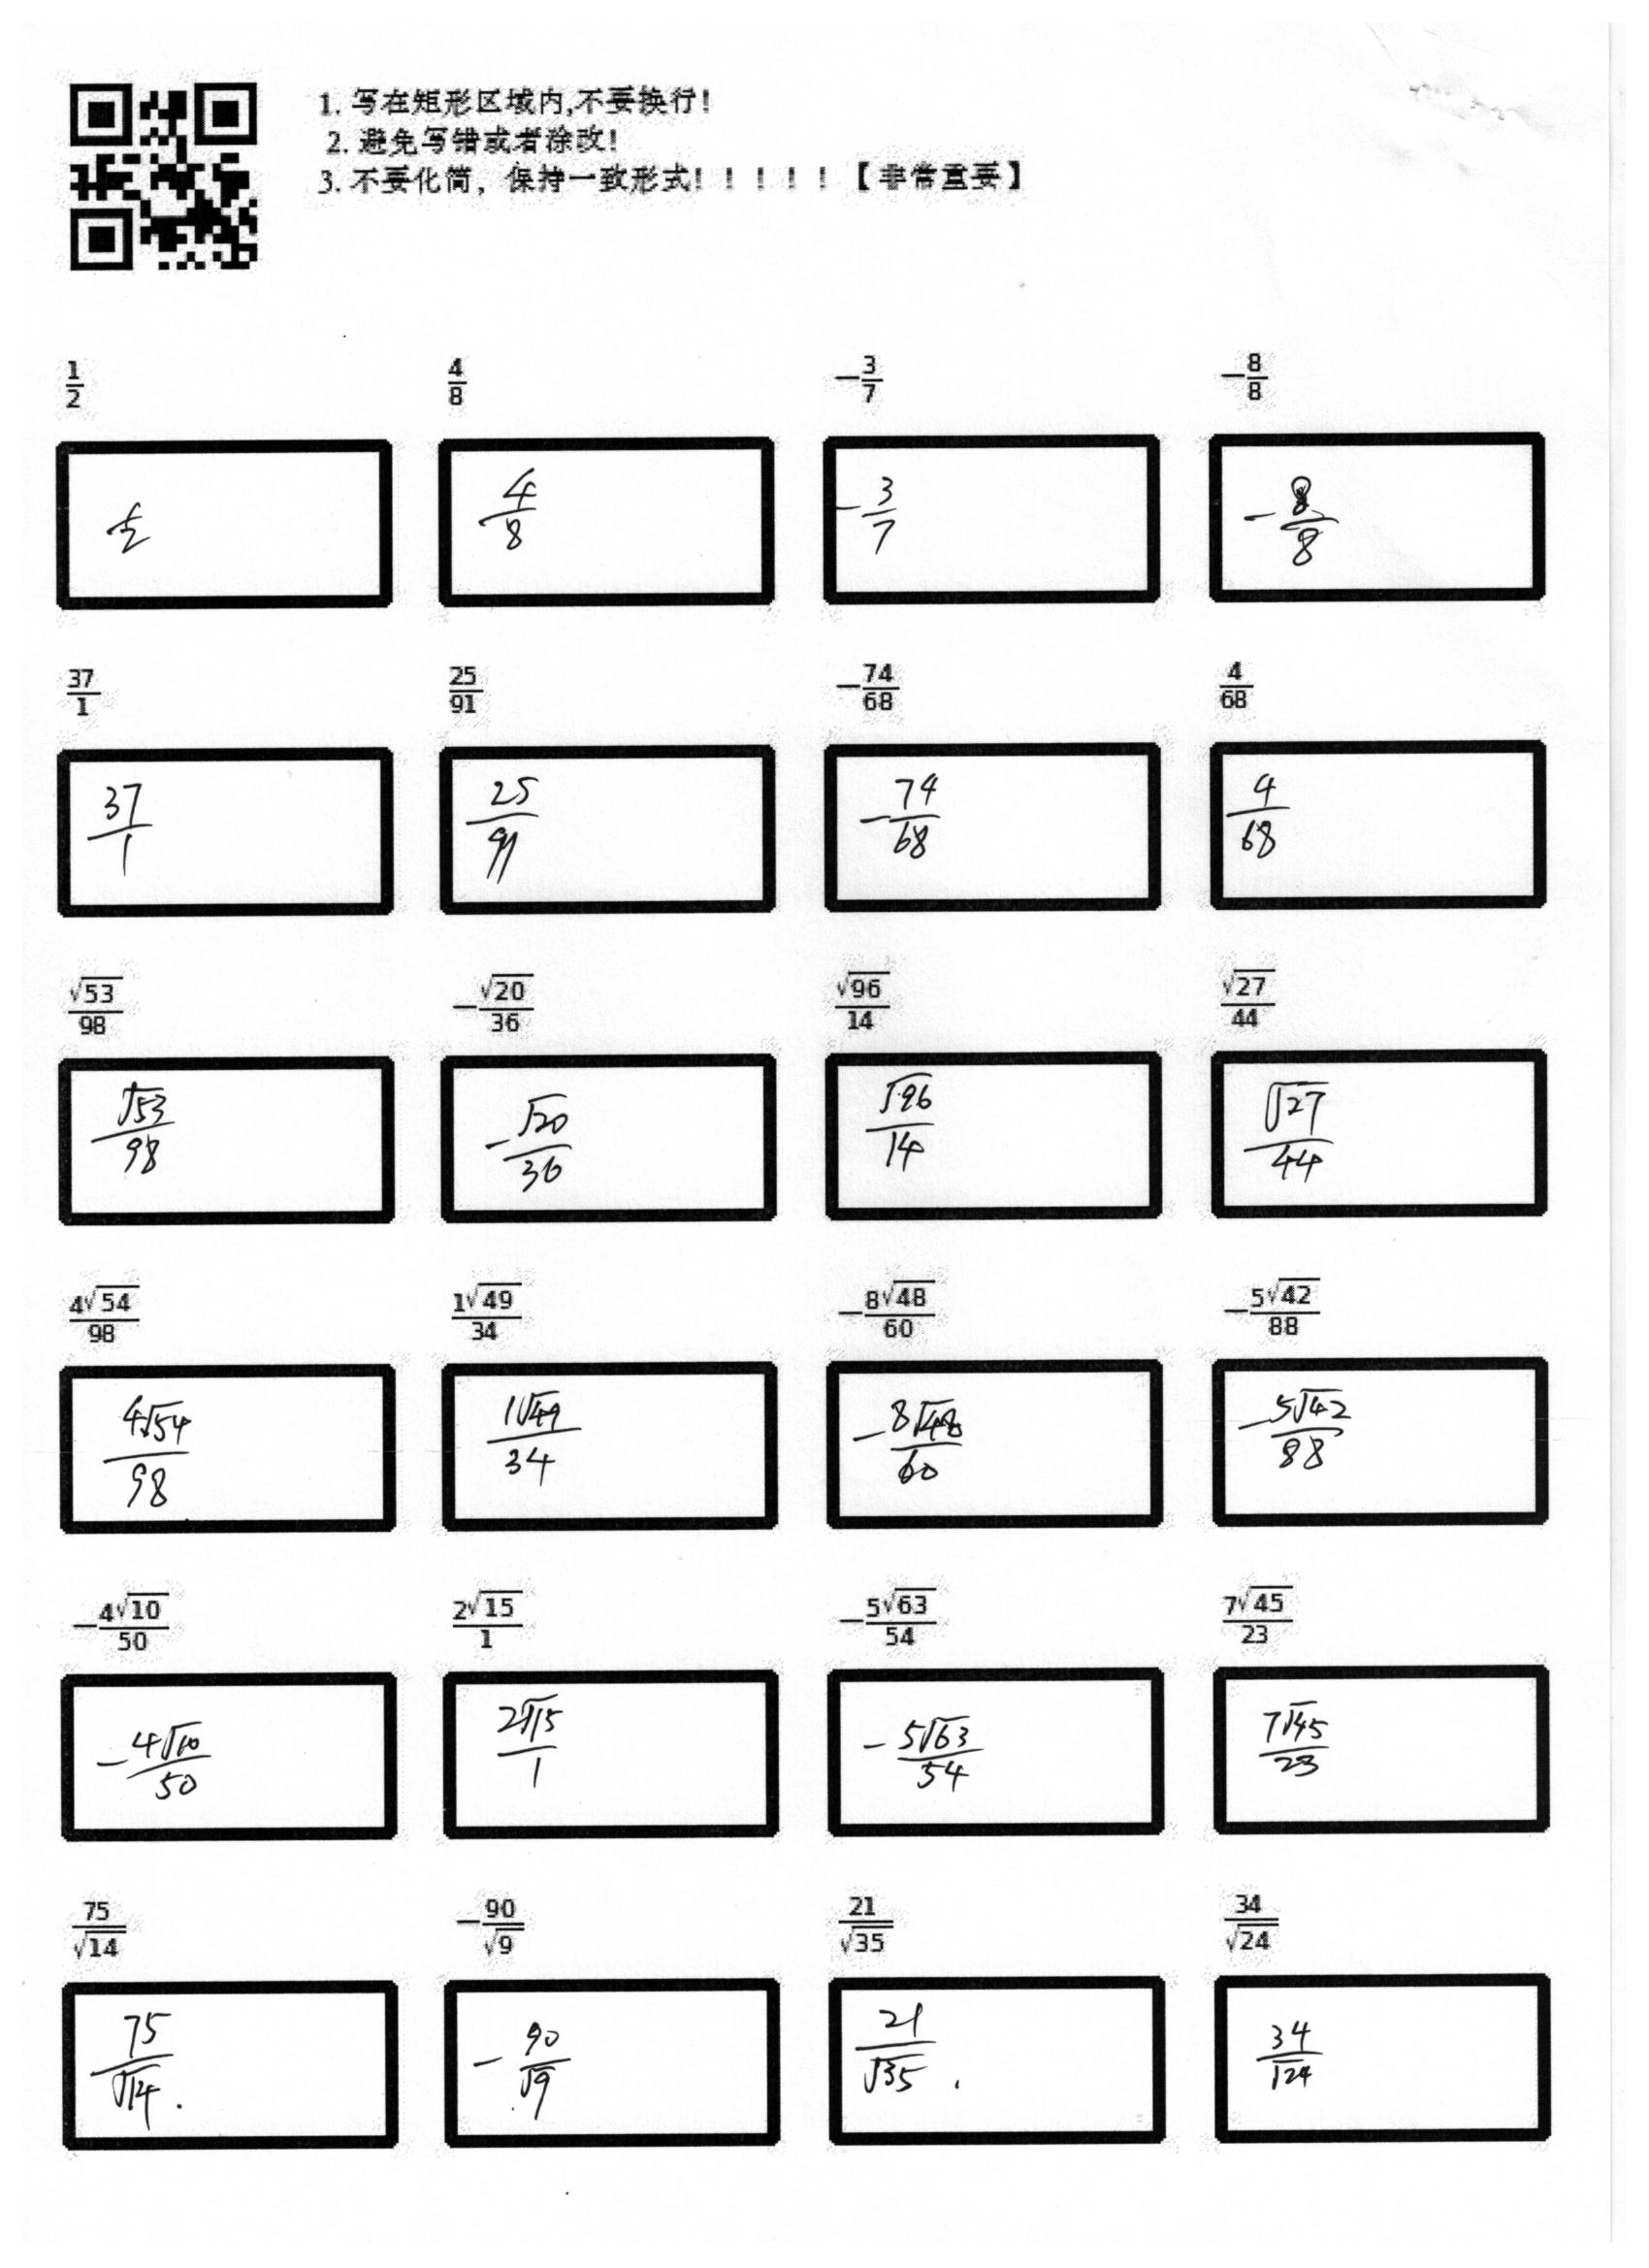 1. 写在矩形区域内,不要换行!
2. 避免写错或者涂改!
3. 不要化简，保持一致形式！！！！！【非常重要】
\frac{1}{2} \frac{4}{8} -\frac{3}{7} -\frac{8}{8}
\frac{1}{2} \frac{4}{8} -\frac{3}{7} -\frac{8}{8}
\frac{37}{1} \frac{25}{91} -\frac{74}{68} \frac{4}{68}
\frac{37}{1} \frac{25}{91} -\frac{74}{68} \frac{4}{68}
\frac{\sqrt{53}}{98} -\frac{\sqrt{20}}{36} \frac{\sqrt{96}}{14} \frac{\sqrt{27}}{44}
\frac{\sqrt{53}}{98} -\frac{\sqrt{20}}{36} \frac{\sqrt{96}}{14} \frac{\sqrt{27}}{44}
\frac{4\sqrt{54}}{98} \frac{1\sqrt{49}}{34} -\frac{8\sqrt{48}}{60} -\frac{5\sqrt{42}}{88}
\frac{4\sqrt{54}}{98} \frac{1\sqrt{49}}{34} -\frac{8\sqrt{48}}{60} -\frac{5\sqrt{42}}{88}
-\frac{4\sqrt{10}}{50} \frac{2\sqrt{15}}{1} -\frac{5\sqrt{63}}{54} \frac{7\sqrt{45}}{23}
-\frac{4\sqrt{10}}{50} \frac{2\sqrt{15}}{1} -\frac{5\sqrt{63}}{54} \frac{7\sqrt{45}}{23}
\frac{75}{\sqrt{14}} -\frac{90}{\sqrt{9}} \frac{21}{\sqrt{35}} \frac{34}{\sqrt{24}}
\frac{75}{\sqrt{14}}. -\frac{90}{\sqrt{9}} \frac{21}{\sqrt{35}}. \frac{34}{\sqrt{24}}